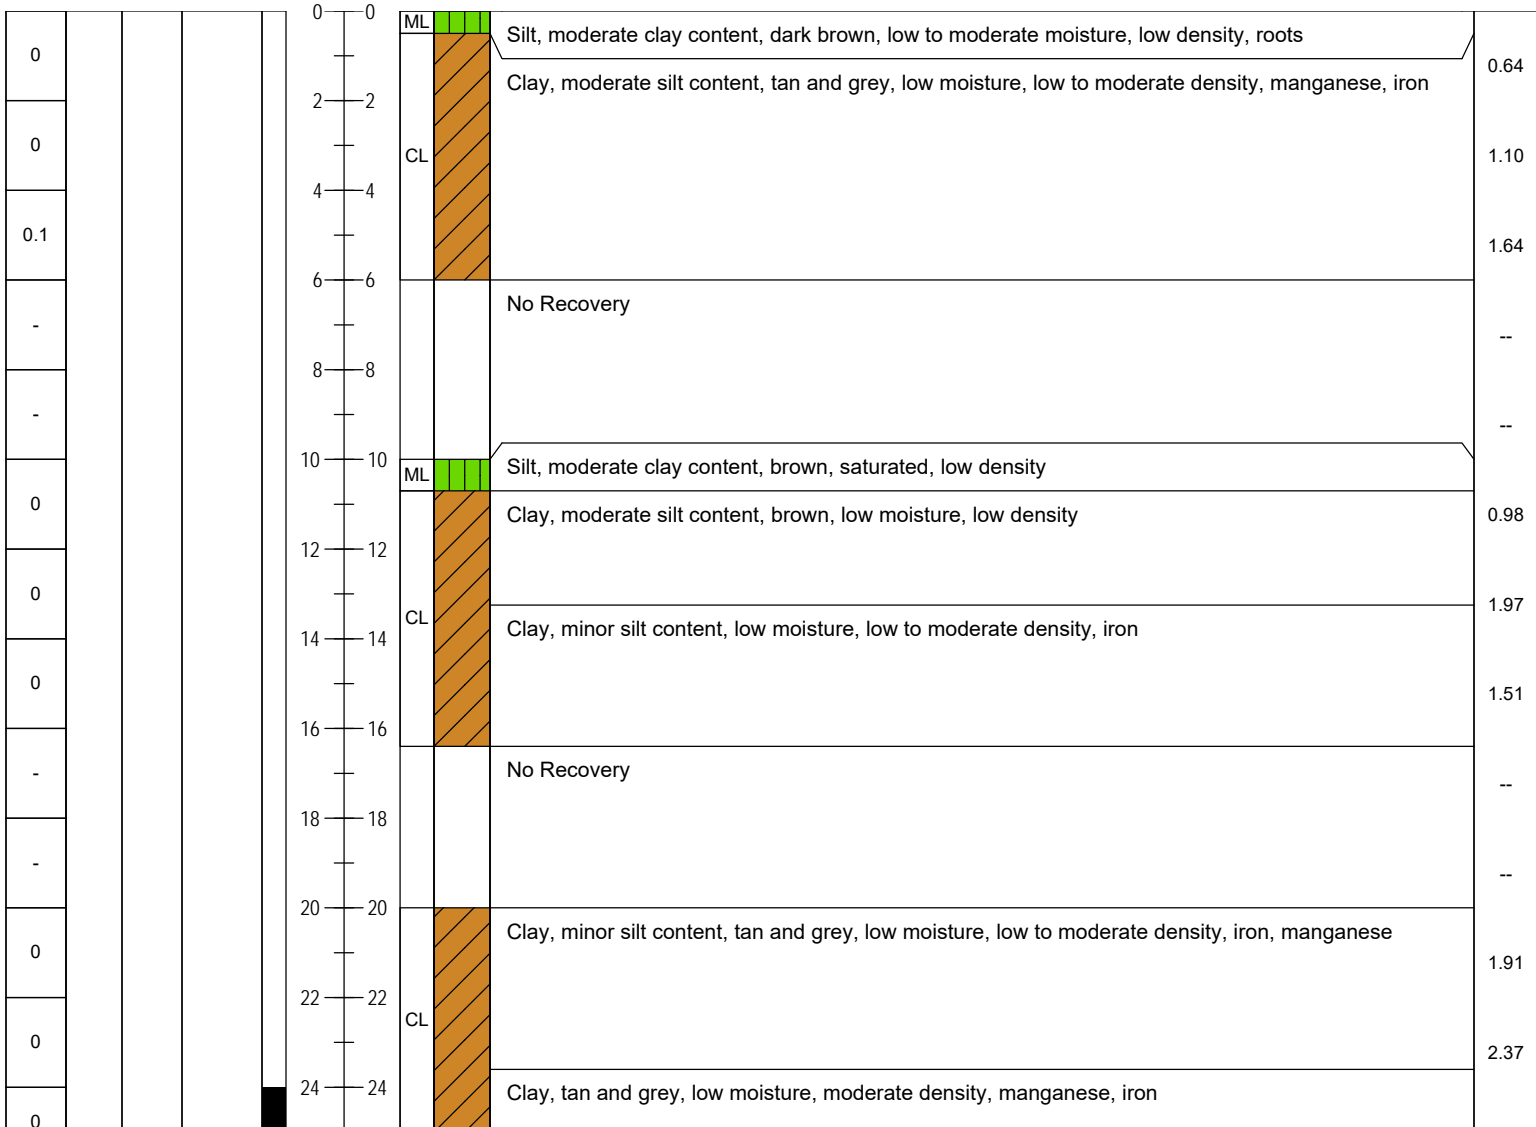 0 0 ML
Silt, moderate clay content, dark brown, low to moderate moisture, low density, roots
0 0.64
Clay, moderate silt content, tan and grey, low moisture, low to moderate density, manganese, iron
2 2
0 CL 1.10
4 4
0.1 1.64
6 6
No Recovery
- --
8 8
- --
10 10
ML Silt, moderate clay content, brown, saturated, low density
0 Clay, moderate silt content, brown, low moisture, low density 0.98
12 12
0 1.97
CL
Clay, minor silt content, low moisture, low to moderate density, iron
14 14
0 1.51
16 16
No Recovery
- --
18 18
- --
20 20
Clay, minor silt content, tan and grey, low moisture, low to moderate density, iron, manganese
0 1.91
22 22
CL
0 2.37
24 24
Clay, tan and grey, low moisture, moderate density, manganese, iron
0